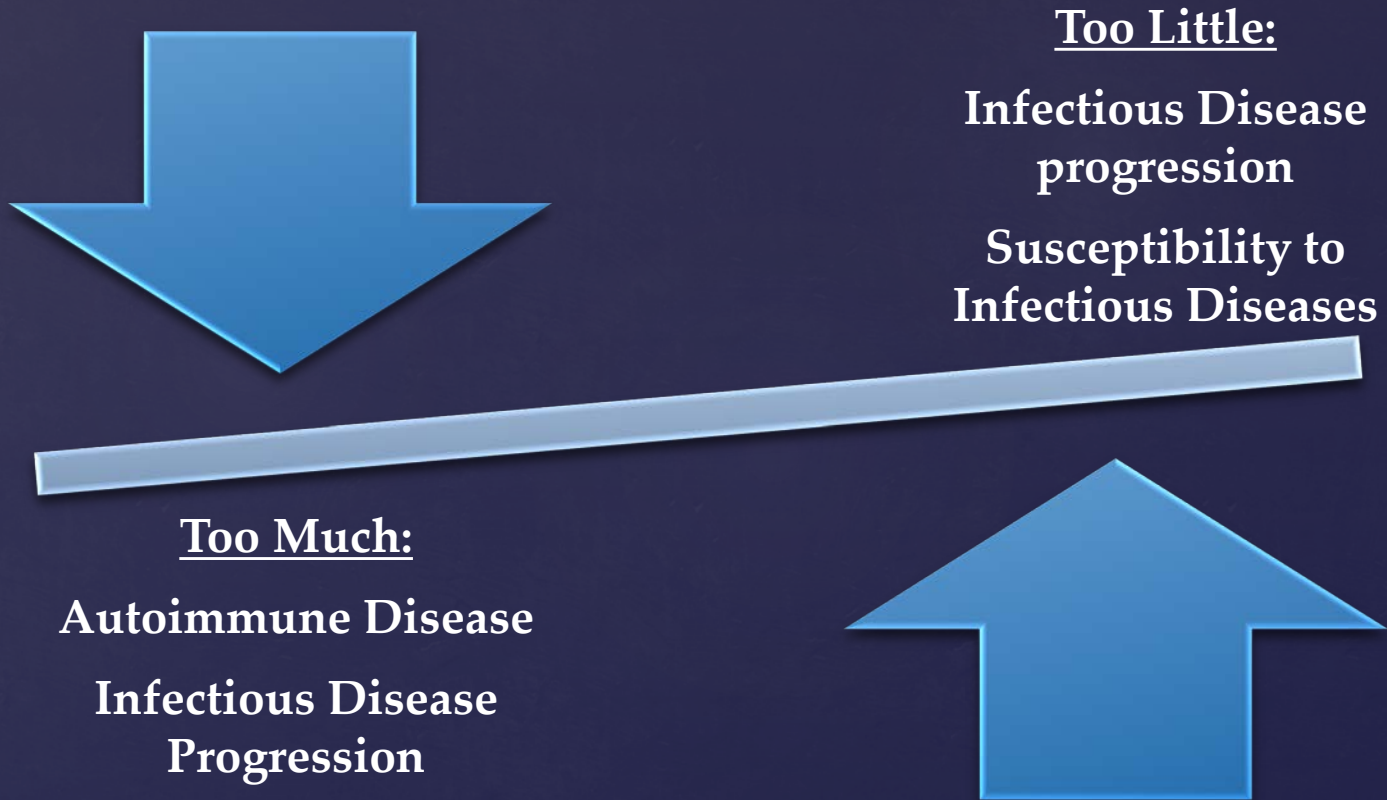 Too Little:
Infectious Disease
progression
Susceptibility to
Infectious Diseases
Too Much:
Autoimmune Disease
Infectious Disease
Progression